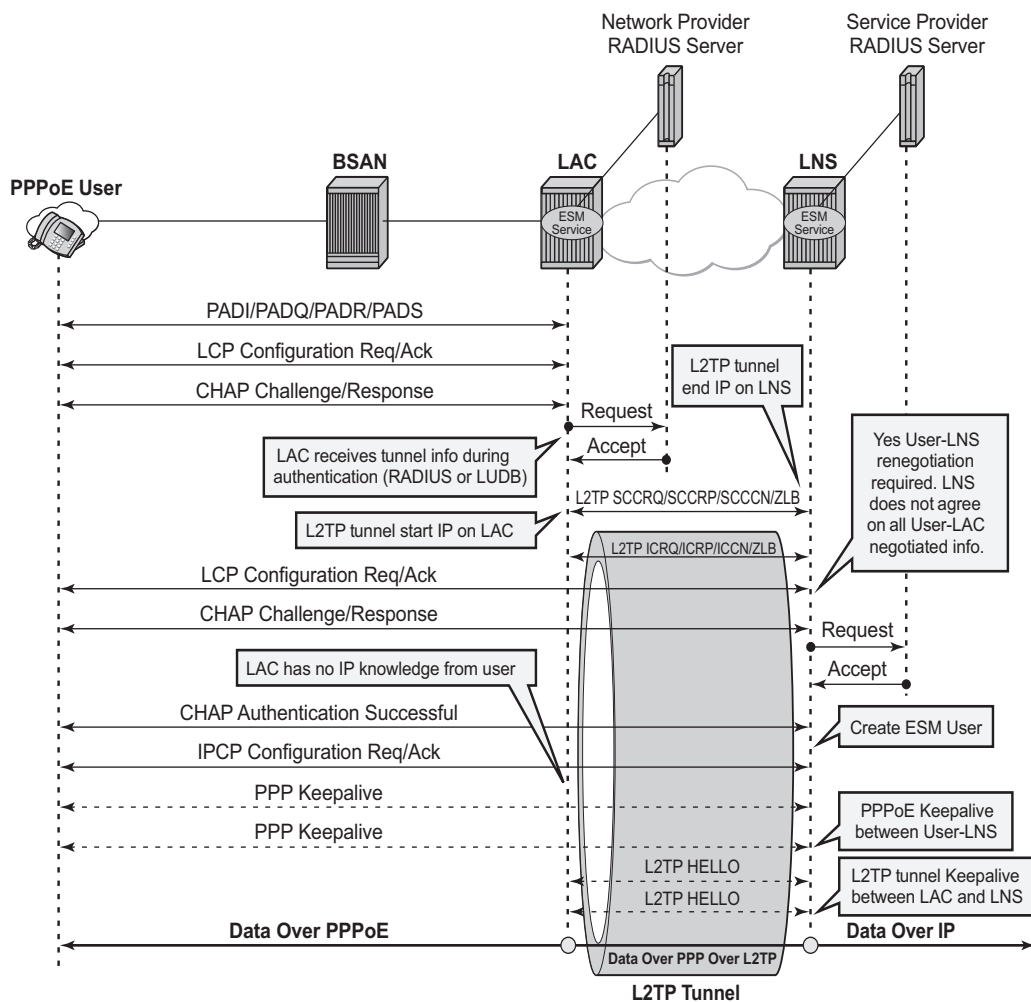 Network Provider
RADIUS Server
Service Provider
RADIUS Server
BSAN
LAC
LNS
PPPoE User
ESM
Service
ESM
Service
PADI/PADQ/PADR/PADS
LCP Configuration Req/Ack
L2TP tunnel
end IP on LNS
CHAP Challenge/Response
Request
Yes User-LNS
renegotiation
required. LNS
does not agree
on all User-LAC
negotiated info.
LAC receives tunnel info during
authentication (RADIUS or LUDB)
Accept
L2TP SCCRQ/SCCRP/SCCCN/ZLB
L2TP tunnel start IP on LAC
L2TP ICRQ/ICRP/ICCN/ZLB
LCP Configuration Req/Ack
CHAP Challenge/Response
Request
LAC has no IP knowledge from user
Accept
CHAP Authentication Successful
Create ESM User
IPCP Configuration Req/Ack
PPP Keepalive
PPPoE Keepalive
between User-LNS
PPP Keepalive
L2TP HELLO
L2TP tunnel Keepalive
between LAC and LNS
L2TP HELLO
Data Over PPPoE
Data Over IP
Data Over PPP Over L2TP
L2TP Tunnel